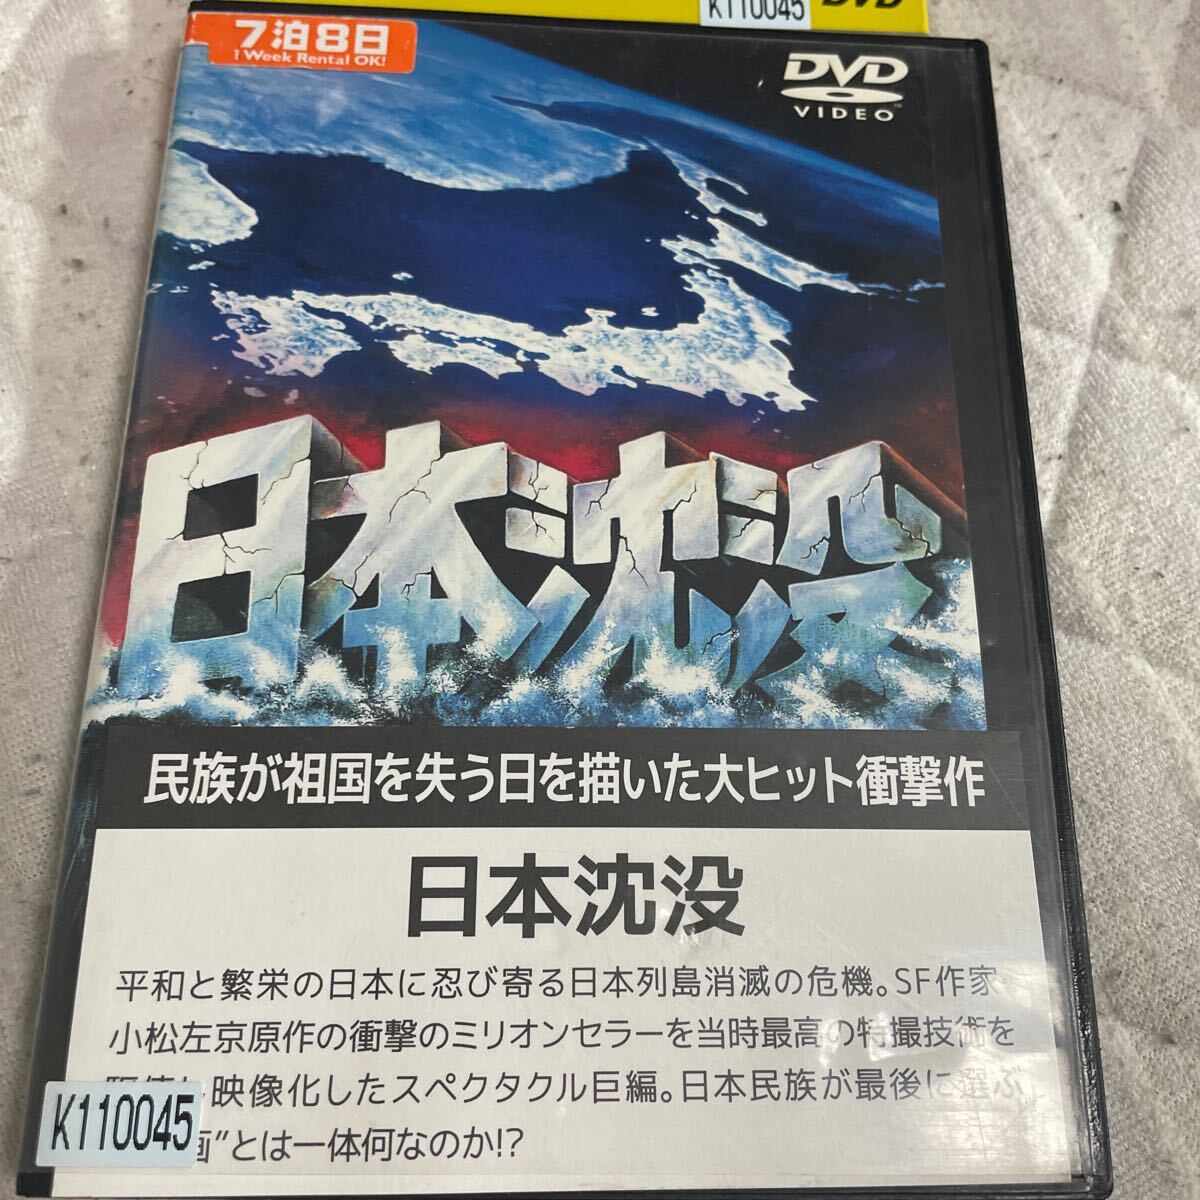 K110045
DVD
7泊8日
1 Week Rental OK!
DVD
VIDEO™
日本沈没
民族が祖国を失う日を描いた大ヒット衝撃作
日本沈没
平和と繁栄の日本に忍び寄る日本列島消滅の危機。SF作家、
小松左京原作の衝撃のミリオンセラーを当時最高の特撮技術を
映像化したスペクタクル巨編。日本民族が最後に選ぶ
画”とは一体何なのか!?
K110045